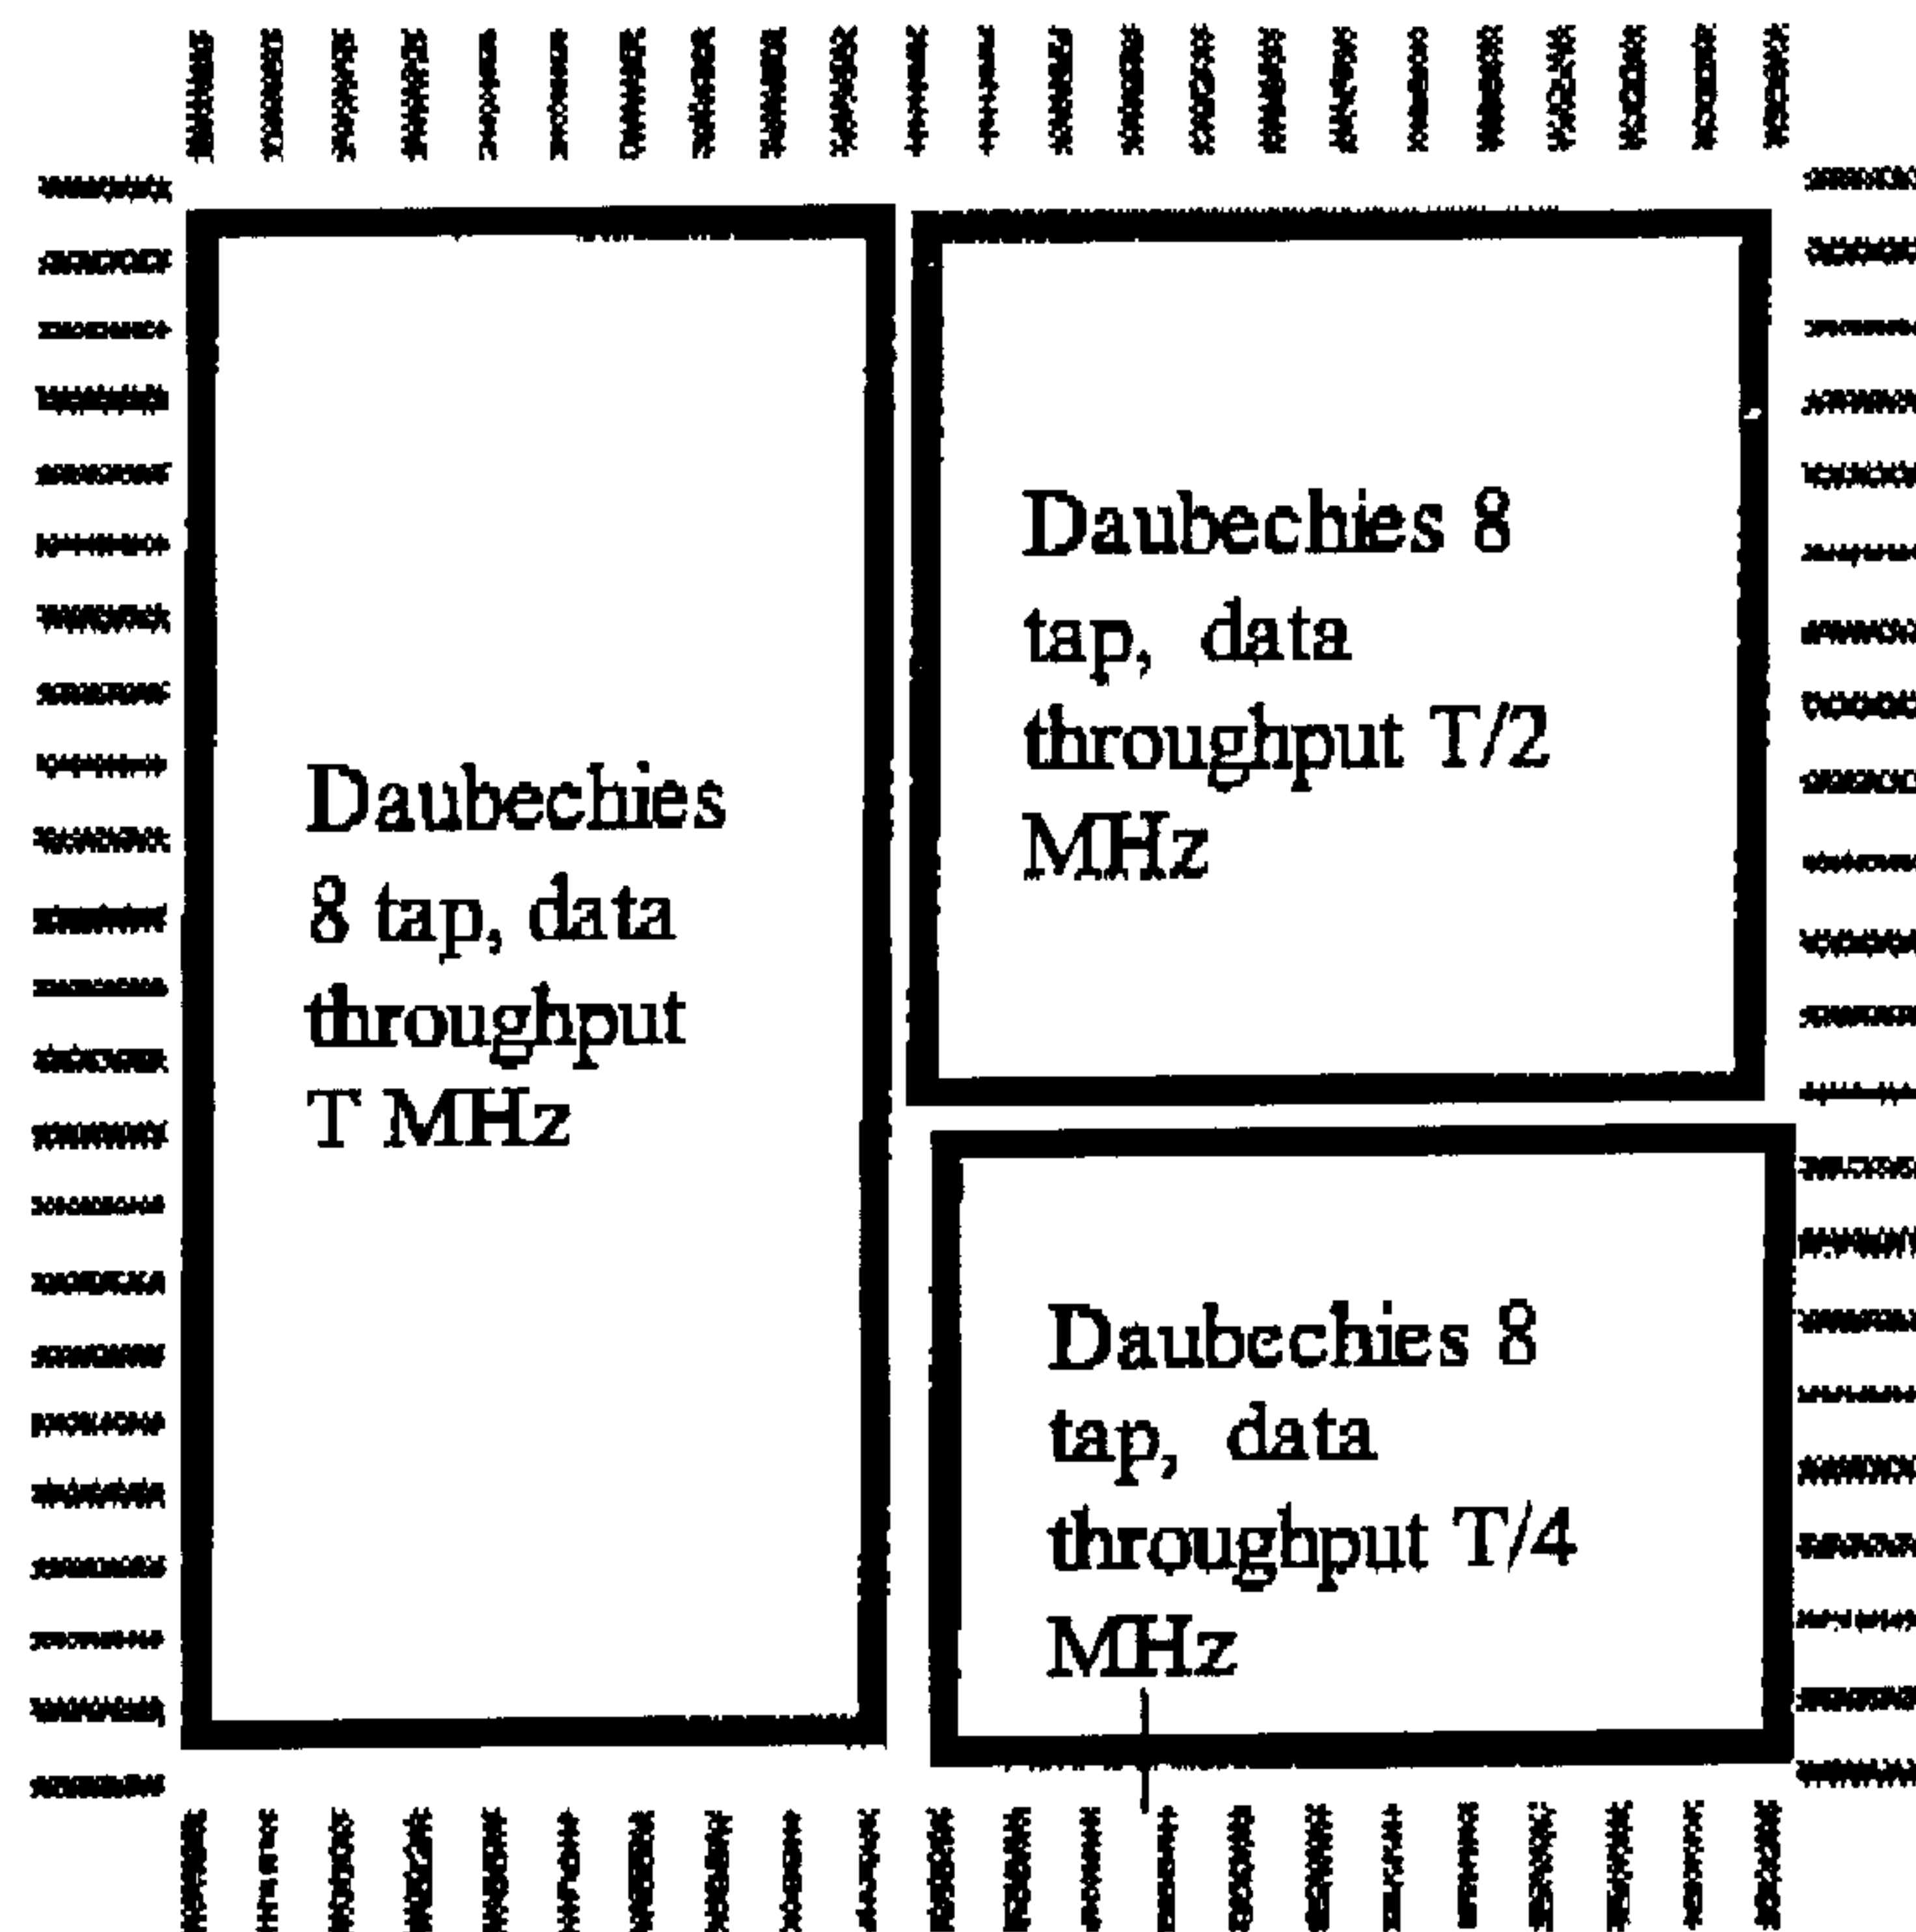 Daubechies
8 tap, data
throughput
T MHz
Daubechies 8
tap, data
throughput T/2
MHz
Daubechies 8
tap, data
throughput T/4
MHz